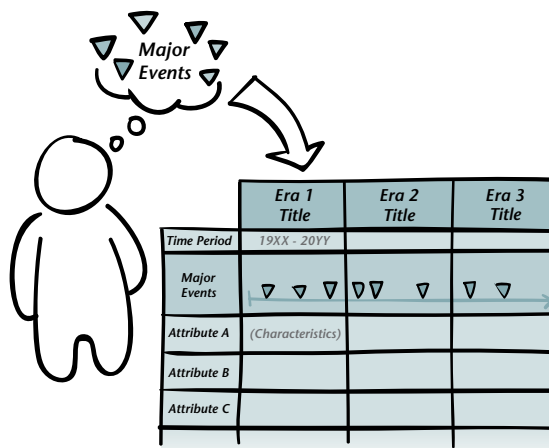 Major
Events
Era 1
Title
Era 2
Title
Era 3
Title
Time Period
19XX - 20YY
Major
Events
Attribute A
(Characteristics)
Attribute B
Attribute C